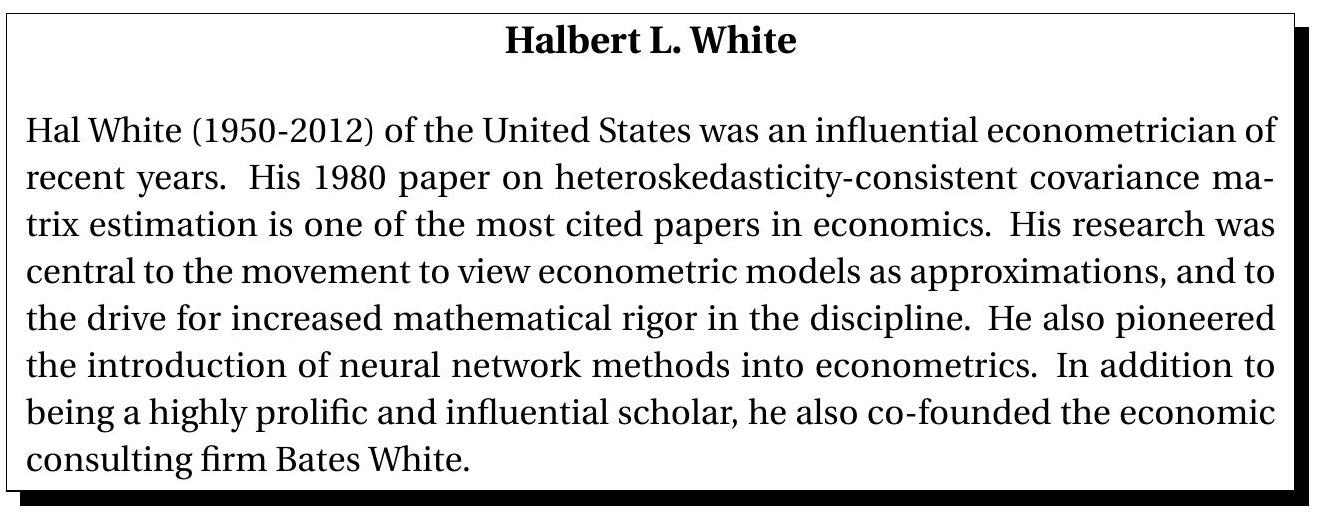 Halbert L. White
Hal White (1950-2012) of the United States was an influential econometrician of
recent years. His 1980 paper on heteroskedasticity-consistent covariance ma-
trix estimation is one of the most cited papers in economics. His research was
central to the movement to view econometric models as approximations, and to
the drive for increased mathematical rigor in the discipline. He also pioneered
the introduction of neural network methods into econometrics. In addition to
being a highly prolific and influential scholar, he also co-founded the economic
consulting firm Bates White.